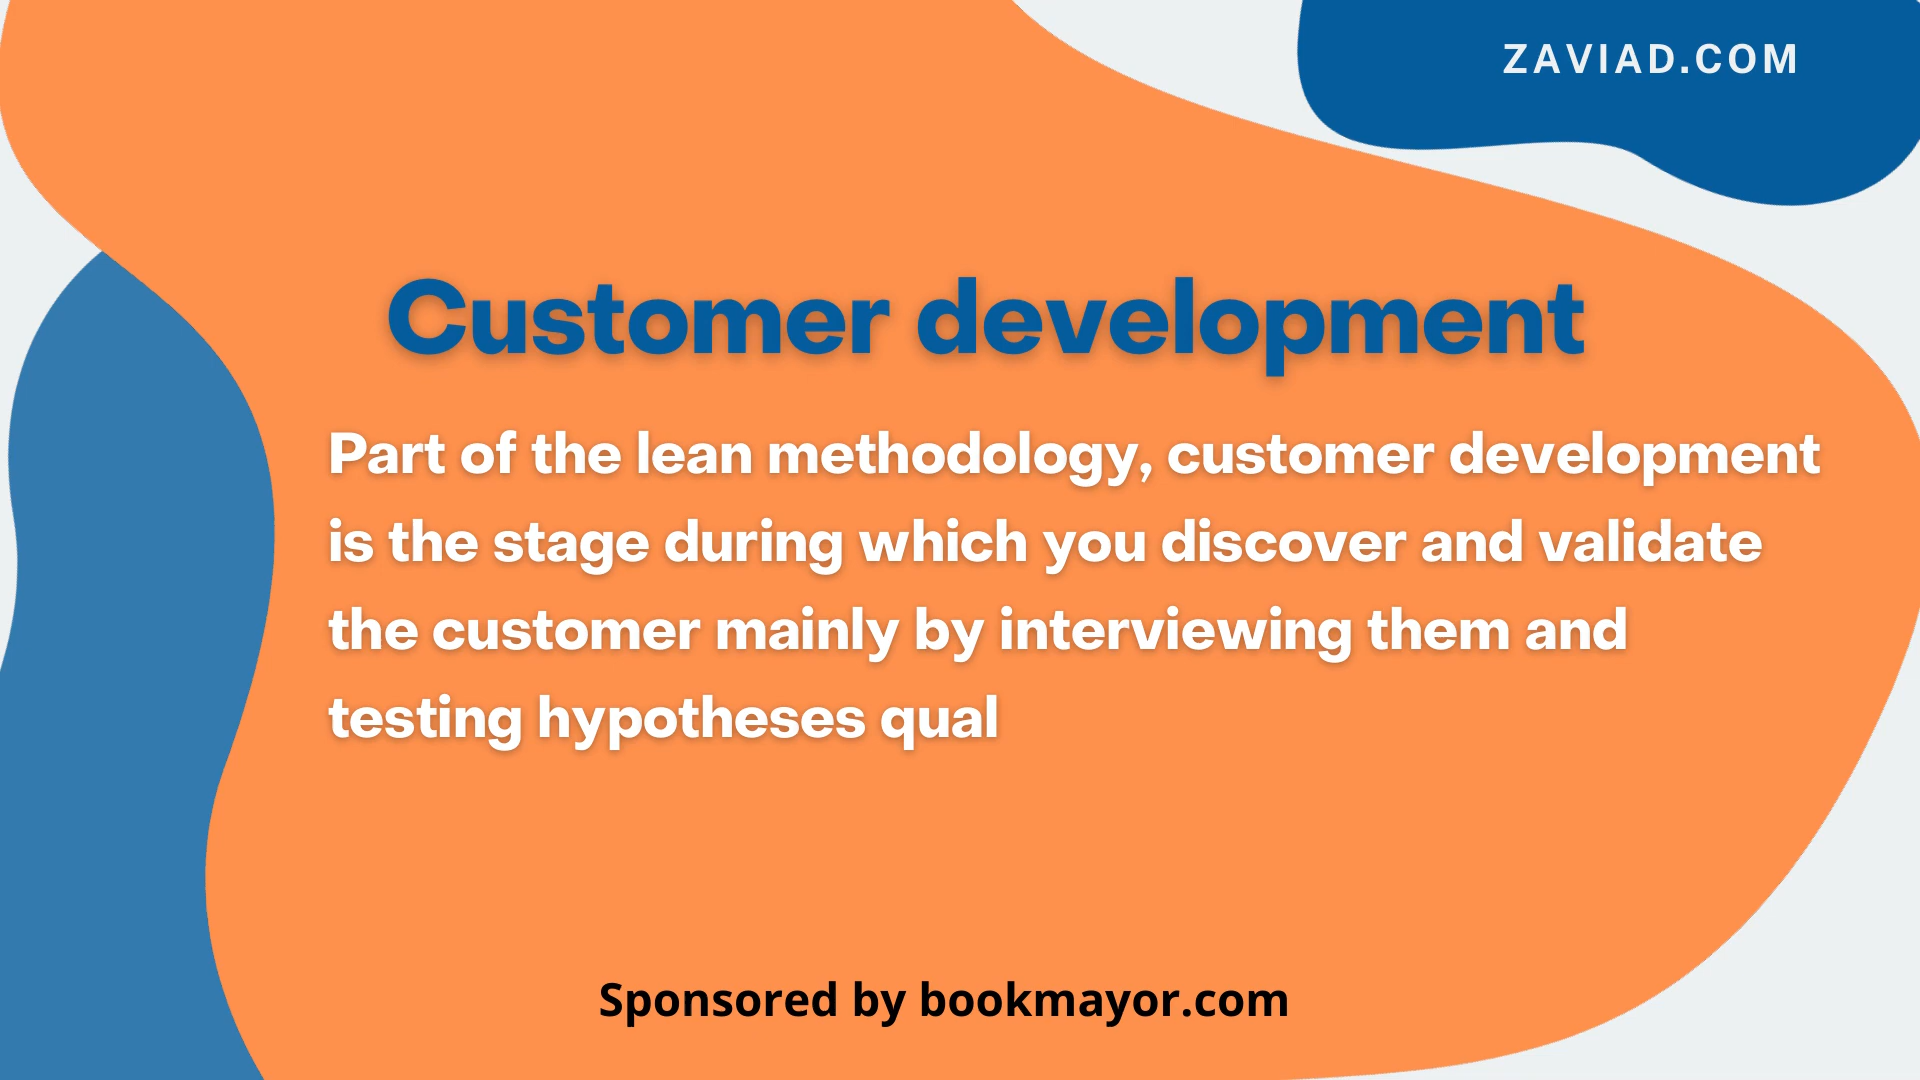 ZAVIAD.COM
Customer development
Part of the lean methodology, customer development
is the stage during which you discover and validate
the customer mainly by interviewing them and
testing hypotheses qual
Sponsored by bookmayor.com